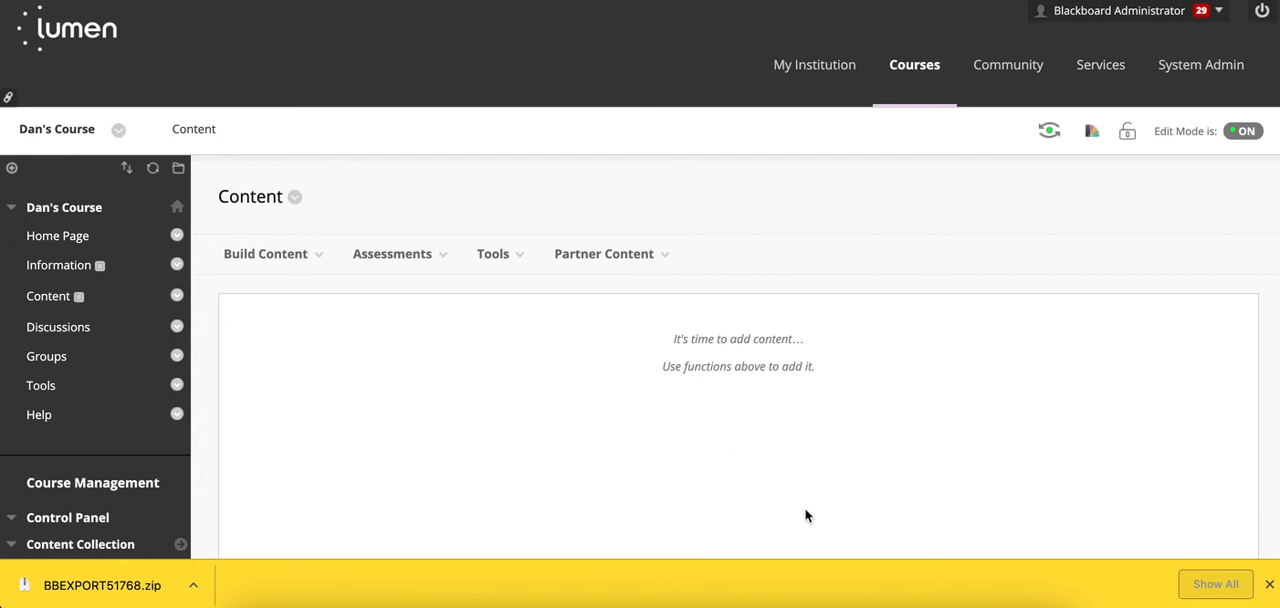 lumen
Blackboard Administrator 29
My Institution Courses Community Services System Admin
Dan's Course Content Edit Mode is: ON
0
Dan's Course
Home Page
Information
Content
Discussions
Groups
Tools
Help
Course Management
Control Panel
Content Collection
Content
Build Content Assessments Tools Partner Content
It's time to add content...
Use functions above to add it.
BBEXPORT51768.zip Show All